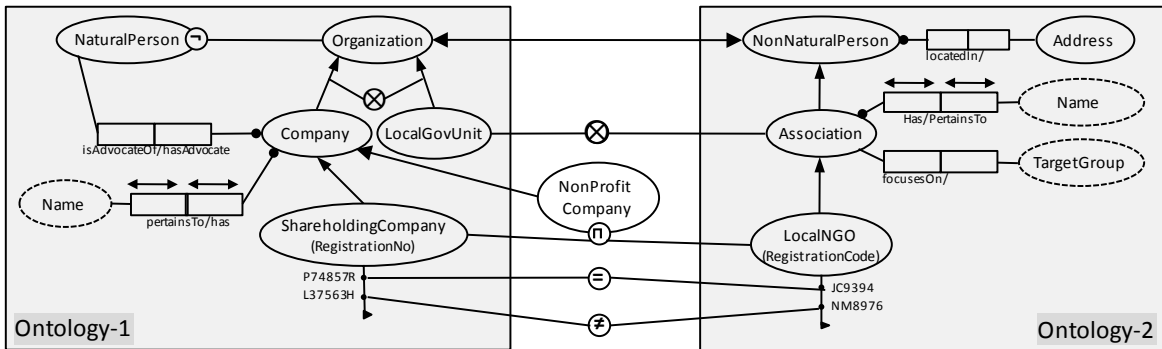 NaturalPerson
¬
Organization
NonNaturalPerson
locatedIn/
Address
Company
LocalGovUnit
Association
Has/PertainsTo
Name
isAdvocateOf/hasAdvocate
focusesOn/
TargetGroup
Name
pertainsTo/has
NonProfit
Company
⊓
ShareholdingCompany
(RegistrationNo)
LocalNGO
(RegistrationCode)
P74857R
=
JC9394
L37563H
≠
NM8976
Ontology-1
Ontology-2